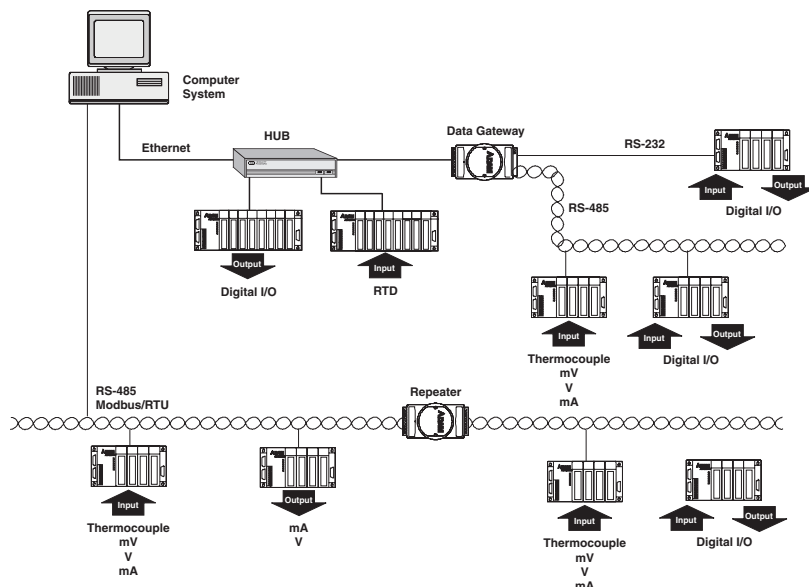 Computer
System
Ethernet
HUB
Data Gateway
RS-232
Input
Output
Digital I/O
RS-485
Output
Digital I/O
Input
RTD
Input
Thermocouple
mV
V
mA
Input
Output
Digital I/O
RS-485
Modbus/RTU
Repeater
Input
Thermocouple
mV
V
mA
Output
mA
V
Input
Thermocouple
mV
V
mA
Input
Output
Digital I/O